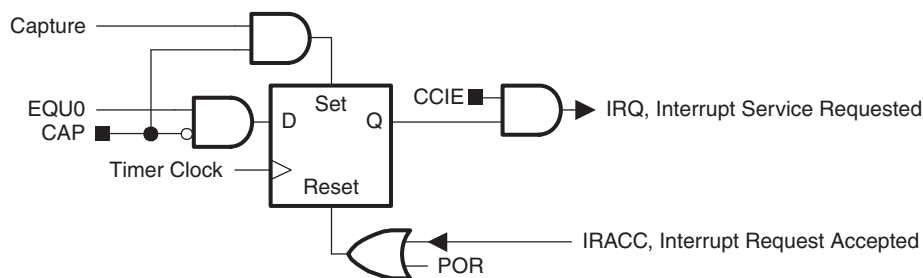 Capture
EQU0
CAP
Timer Clock
Set
D
Q
Reset
CCIE
IRQ, Interrupt Service Requested
IRACC, Interrupt Request Accepted
POR